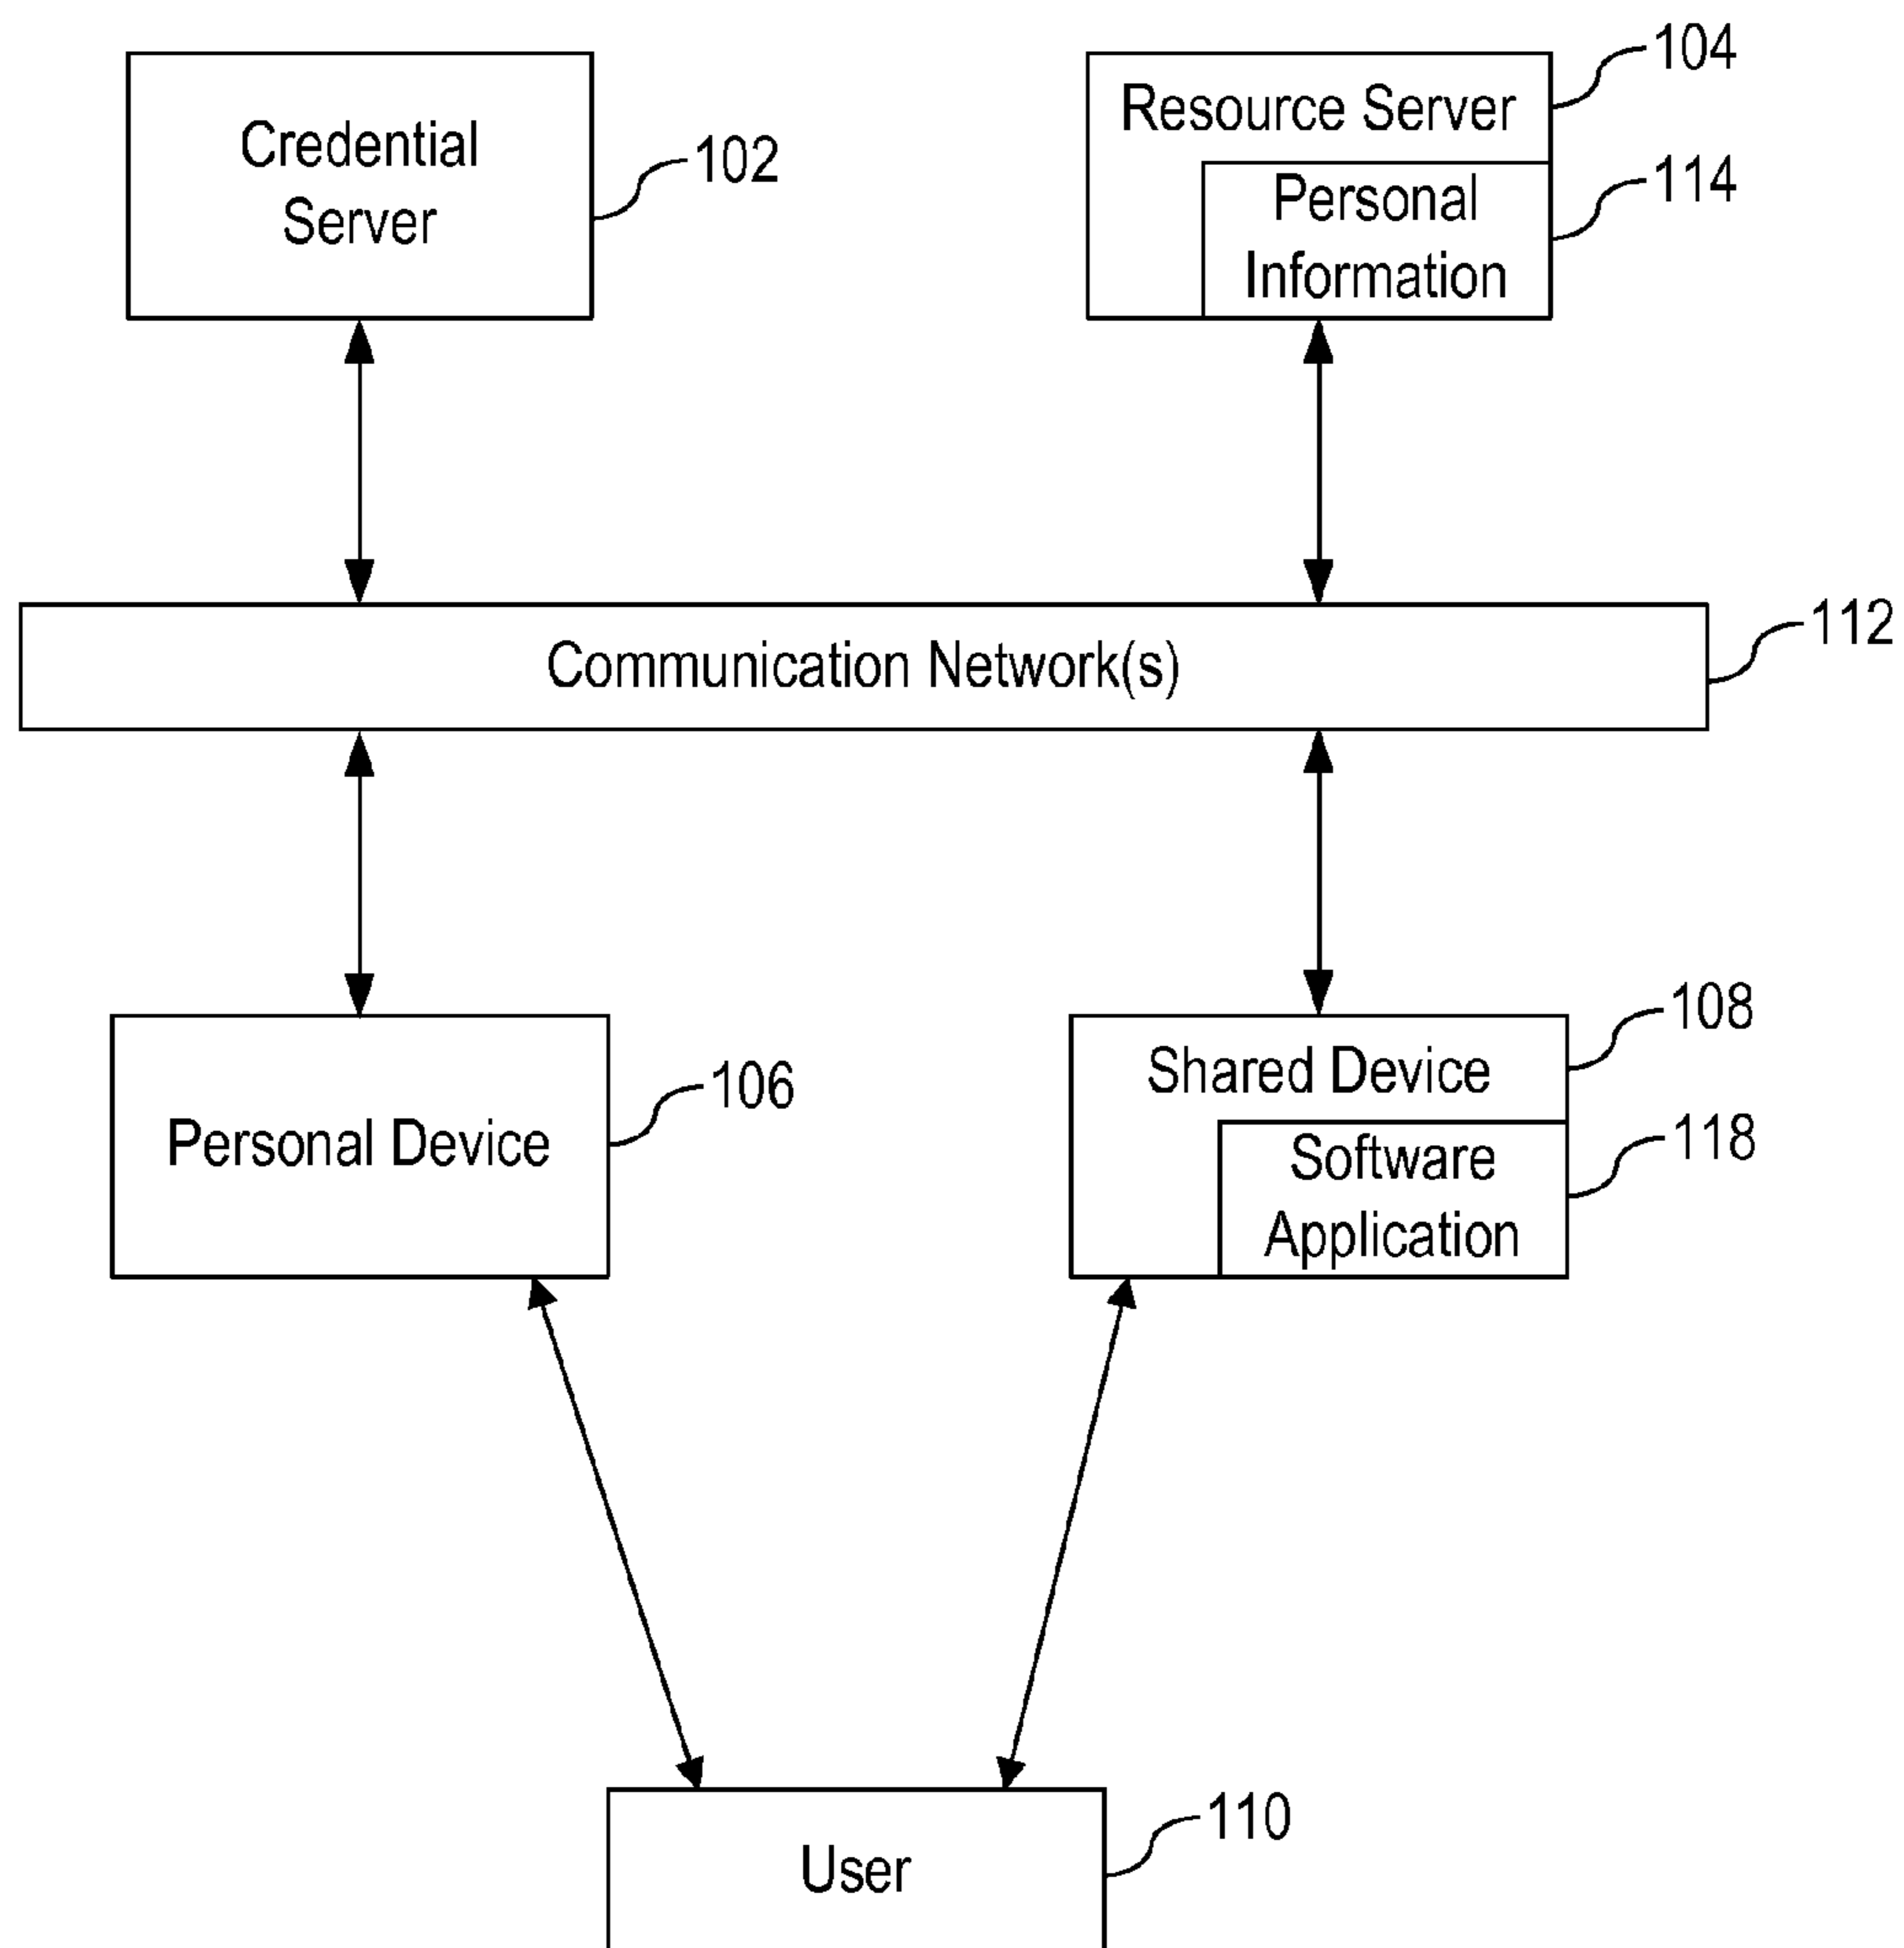 Credential
Server
102
Resource Server
104
Personal
Information
114
Communication Network(s)
112
Personal Device
106
Shared Device
108
Software
Application
118
User
110